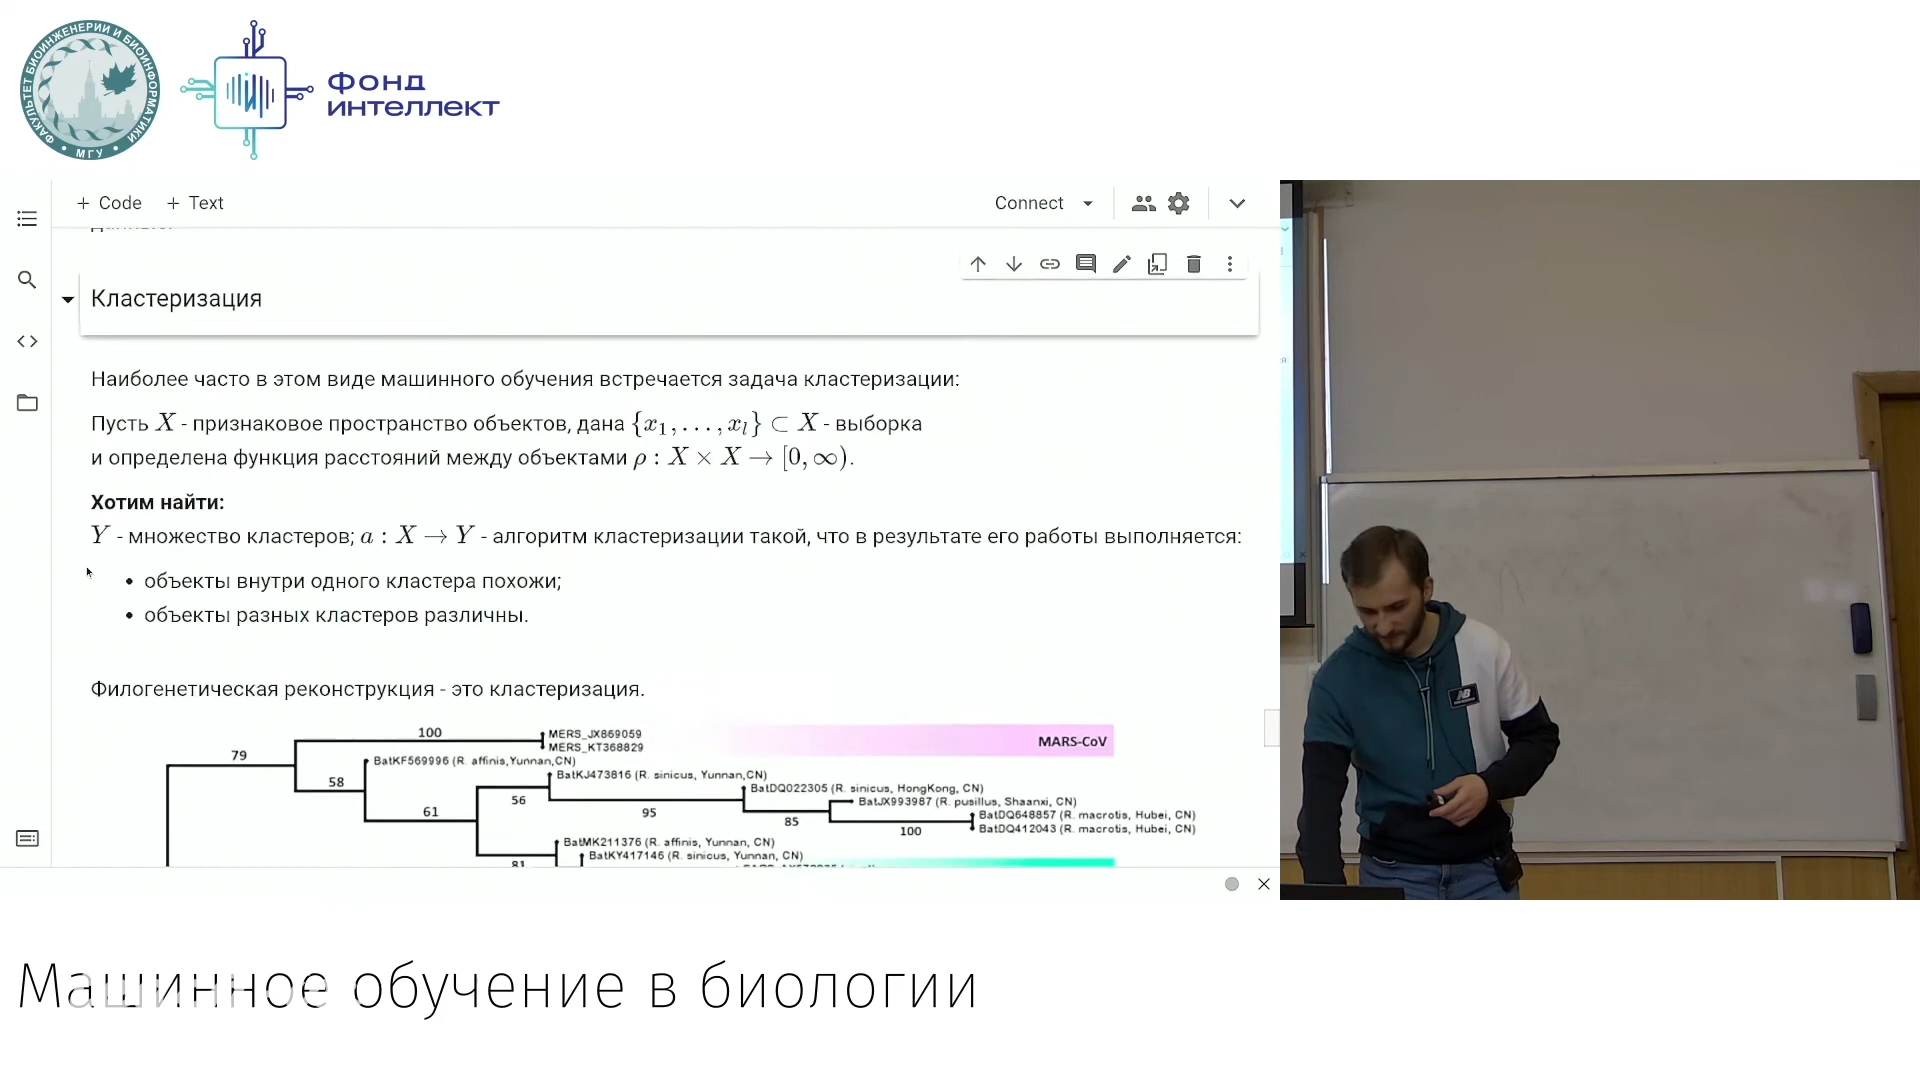 ФАКУЛЬТЕТ БИОИНЖЕНЕРИИ И БИОИНФОРМАТИКИ
• МГУ •
ФОНД
ИНТЕЛЛЕКТ
+ Code + Text
Connect
Кластеризация
Наиболее часто в этом виде машинного обучения встречается задача кластеризации:
Пусть X - признаковое пространство объектов, дана {x₁, . . . , xₗ} ⊂ X - выборка
и определена функция расстояний между объектами ρ : X × X → [0, ∞).
Хотим найти:
Y - множество кластеров; a : X → Y - алгоритм кластеризации такой, что в результате его работы выполняется:
• объекты внутри одного кластера похожи;
• объекты разных кластеров различны.
Филогенетическая реконструкция - это кластеризация.
100
MERS_JX869059
MERS_KT368829
MARS-CoV
79
BatKF569996 (R. affinis,Yunnan,CN)
58
BatKJ473816 (R. sinicus, Yunnan,CN)
56
BatDQ022305 (R. sinicus, HongKong, CN)
61
95
BatJX993987 (R. pusillus, Shaanxi, CN)
85
BatDQ648857 (R. macrotis, Hubei, CN)
100
BatDQ412043 (R. macrotis, Hubei, CN)
BatMK211376 (R. affinis, Yunnan, CN)
BatKY417146 (R. sinicus, Yunnan, CN)
81
NB
Машинное обучение в биологии